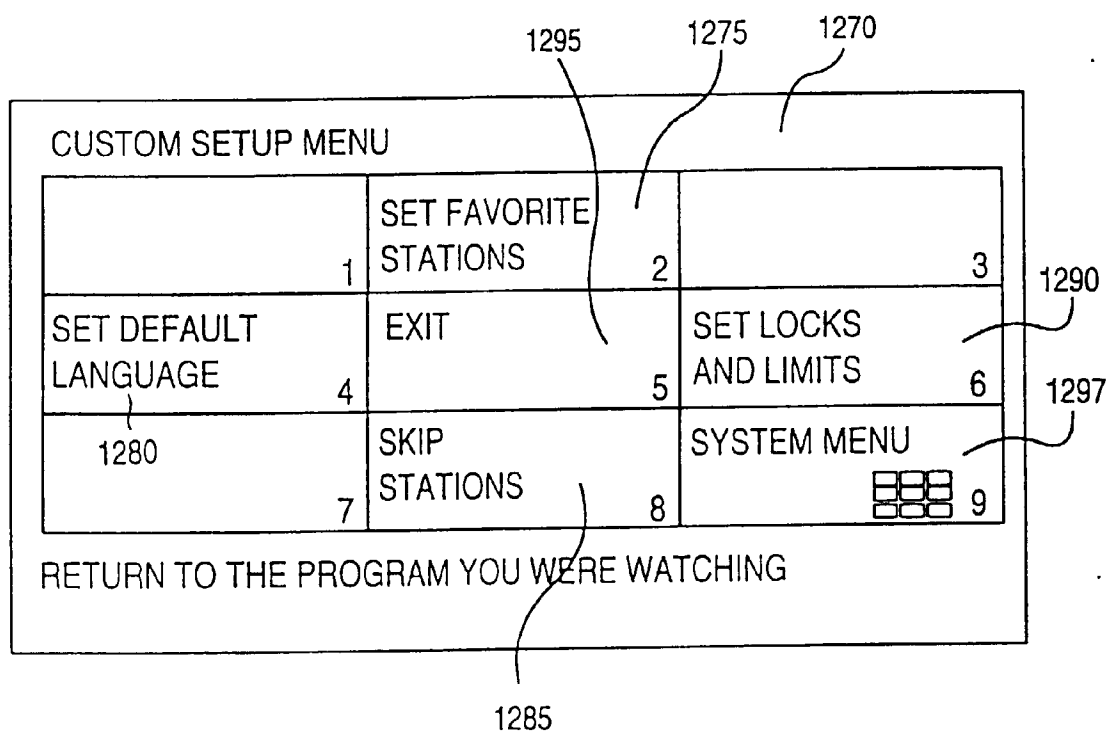 1295 1275 1270
CUSTOM SETUP MENU
1
SET FAVORITE
STATIONS 2
3
1290
SET DEFAULT
LANGUAGE 4
EXIT
5
SET LOCKS
AND LIMITS 6
1297
1280
7
SKIP
STATIONS 8
SYSTEM MENU
9
RETURN TO THE PROGRAM YOU WERE WATCHING
1285